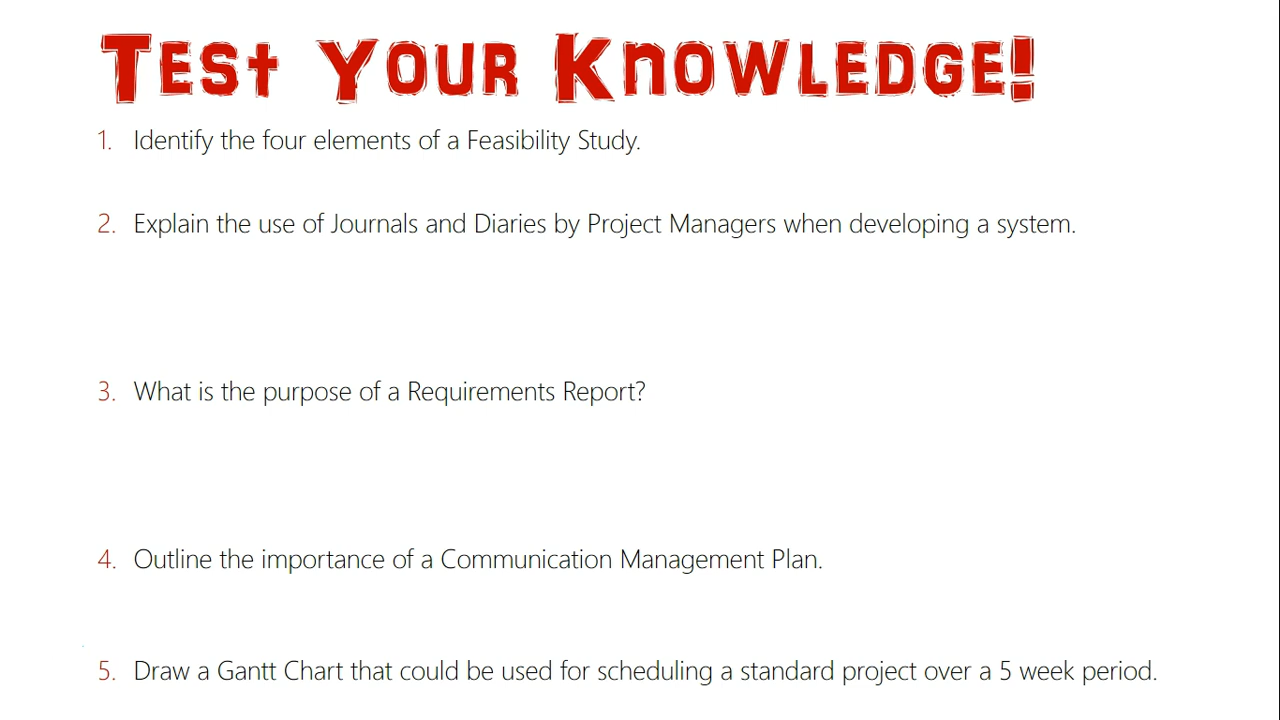 Test Your Knowledge!
1. Identify the four elements of a Feasibility Study.
2. Explain the use of Journals and Diaries by Project Managers when developing a system.
3. What is the purpose of a Requirements Report?
4. Outline the importance of a Communication Management Plan.
5. Draw a Gantt Chart that could be used for scheduling a standard project over a 5 week period.